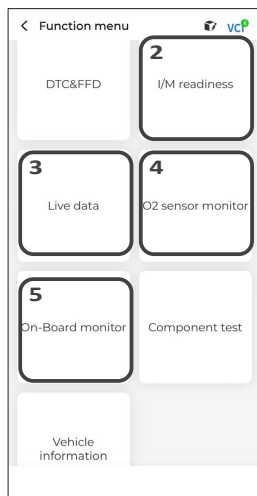 Function menu
VCI
2
DTC&FFD
I/M readiness
3
4
Live data
O2 sensor monitor
5
On-Board monitor
Component test
Vehicle
information